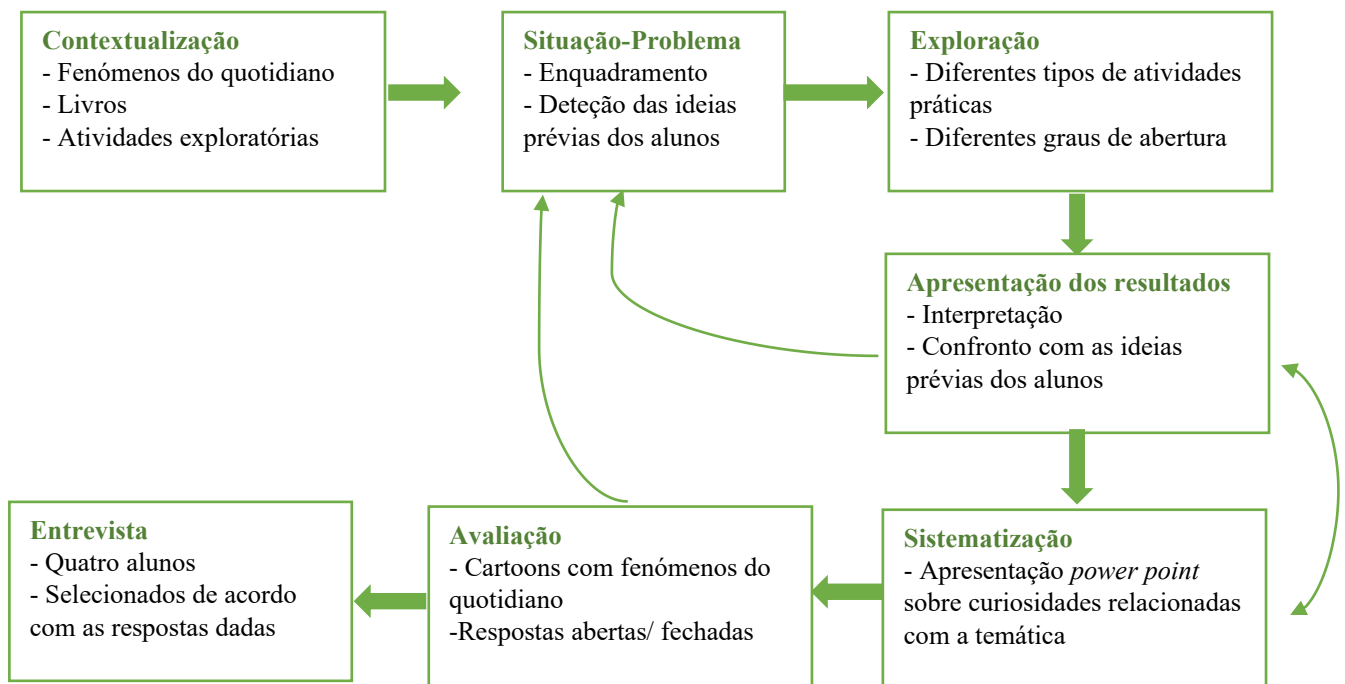 Contextualização
- Fenómenos do quotidiano
- Livros
- Atividades exploratórias
Situação-Problema
- Enquadramento
- Deteção das ideias
prévias dos alunos
Exploração
- Diferentes tipos de atividades
práticas
- Diferentes graus de abertura
Apresentação dos resultados
- Interpretação
- Confronto com as ideias
prévias dos alunos
Sistematização
- Apresentação power point
sobre curiosidades relacionadas
com a temática
Avaliação
- Cartoons com fenómenos do
quotidiano
-Respostas abertas/ fechadas
Entrevista
- Quatro alunos
- Selecionados de acordo
com as respostas dadas